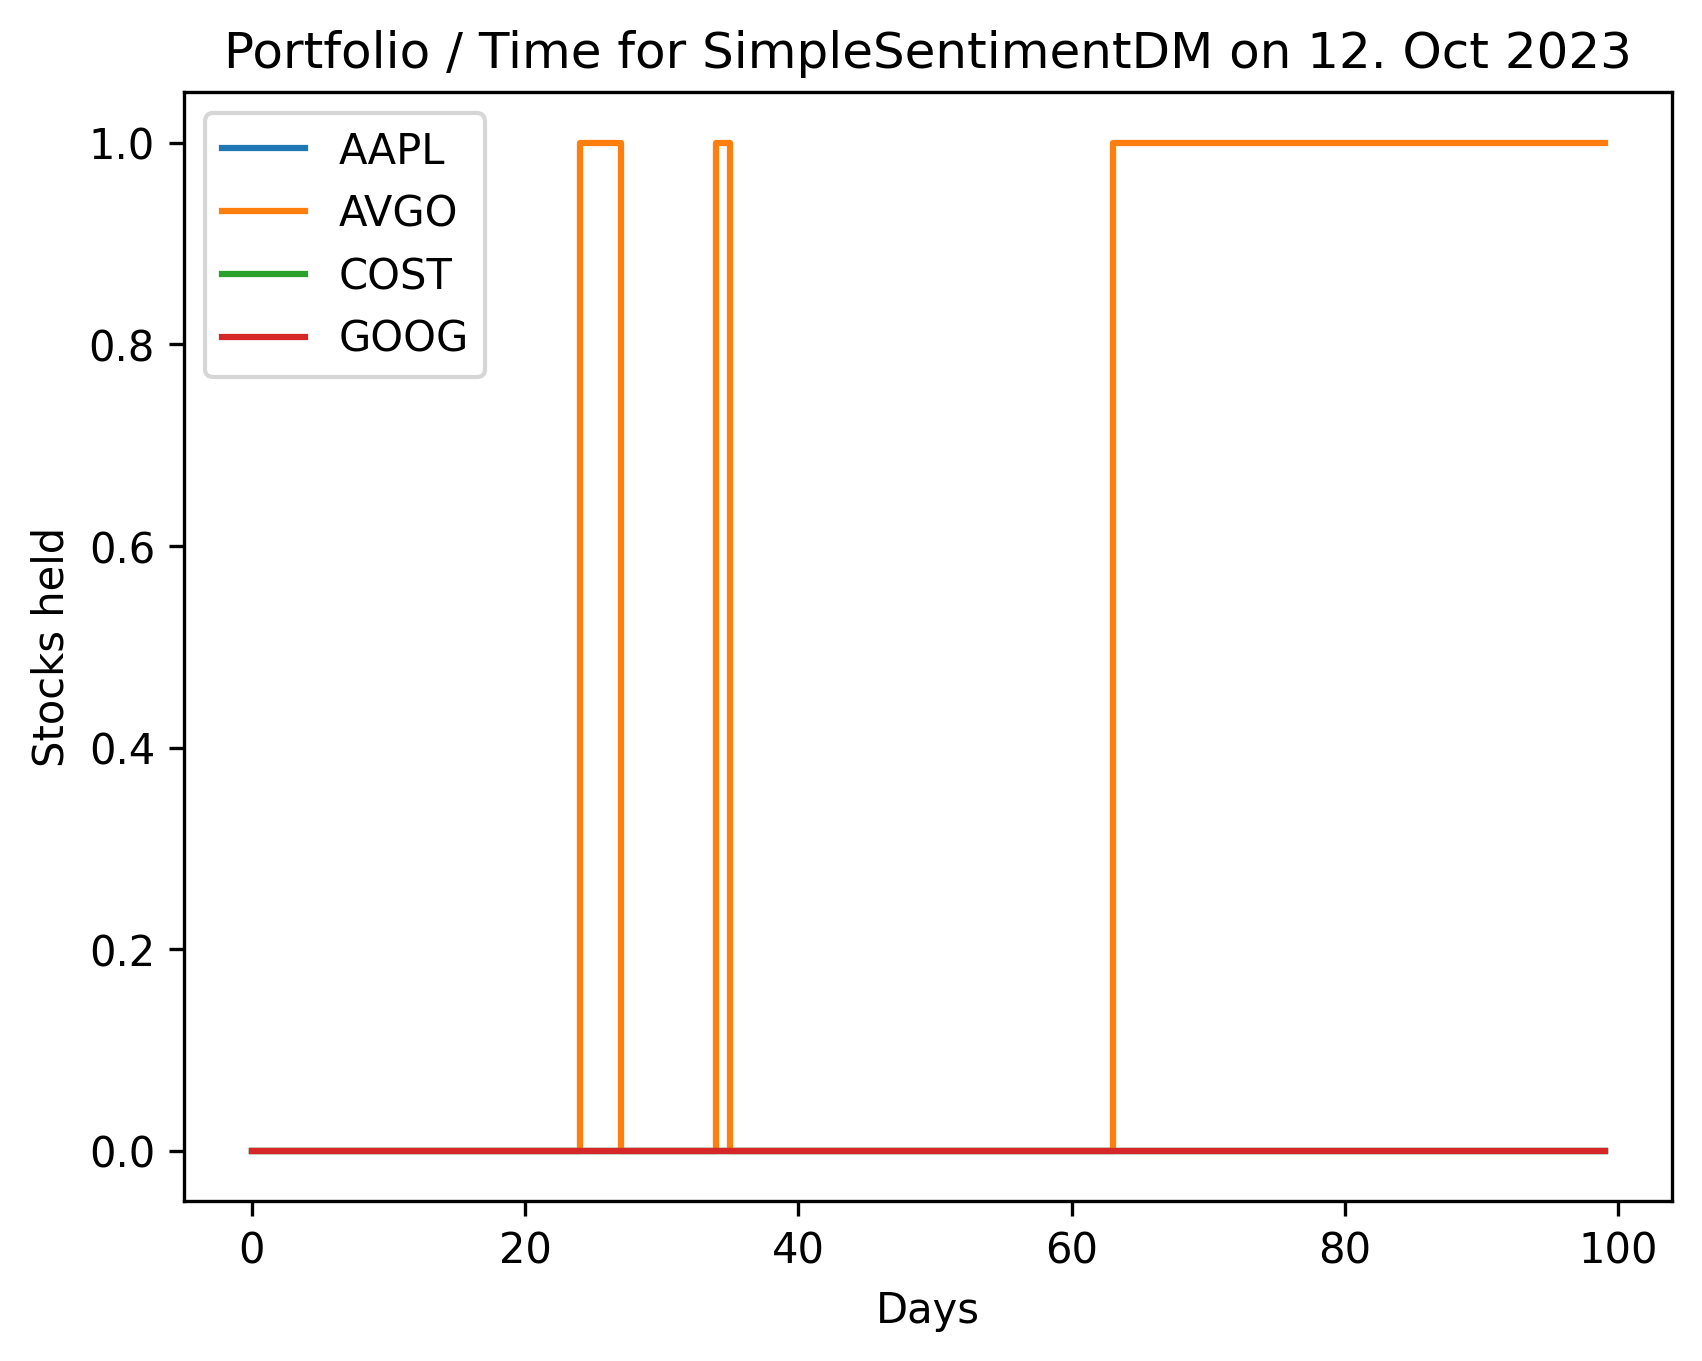 Portfolio / Time for SimpleSentimentDM on 12. Oct 2023
AAPL
AVGO
COST
GOOG
1.0
0.8
0.6
0.4
0.2
0.0
Stocks held
0 20 40 60 80 100
Days